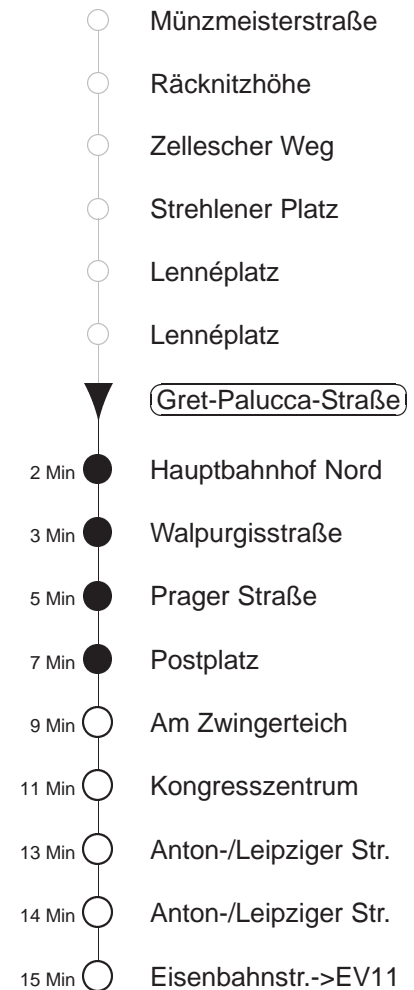 Münzmeisterstraße
Räcknitzhöhe
Zellescher Weg
Strehlener Platz
Lennéplatz
Lennéplatz
Gret-Palucca-Straße
2 Min Hauptbahnhof Nord
3 Min Walpurgisstraße
5 Min Prager Straße
7 Min Postplatz
9 Min Am Zwingerteich
11 Min Kongresszentrum
13 Min Anton-/Leipziger Str.
14 Min Anton-/Leipziger Str.
15 Min Eisenbahnstr.->EV11